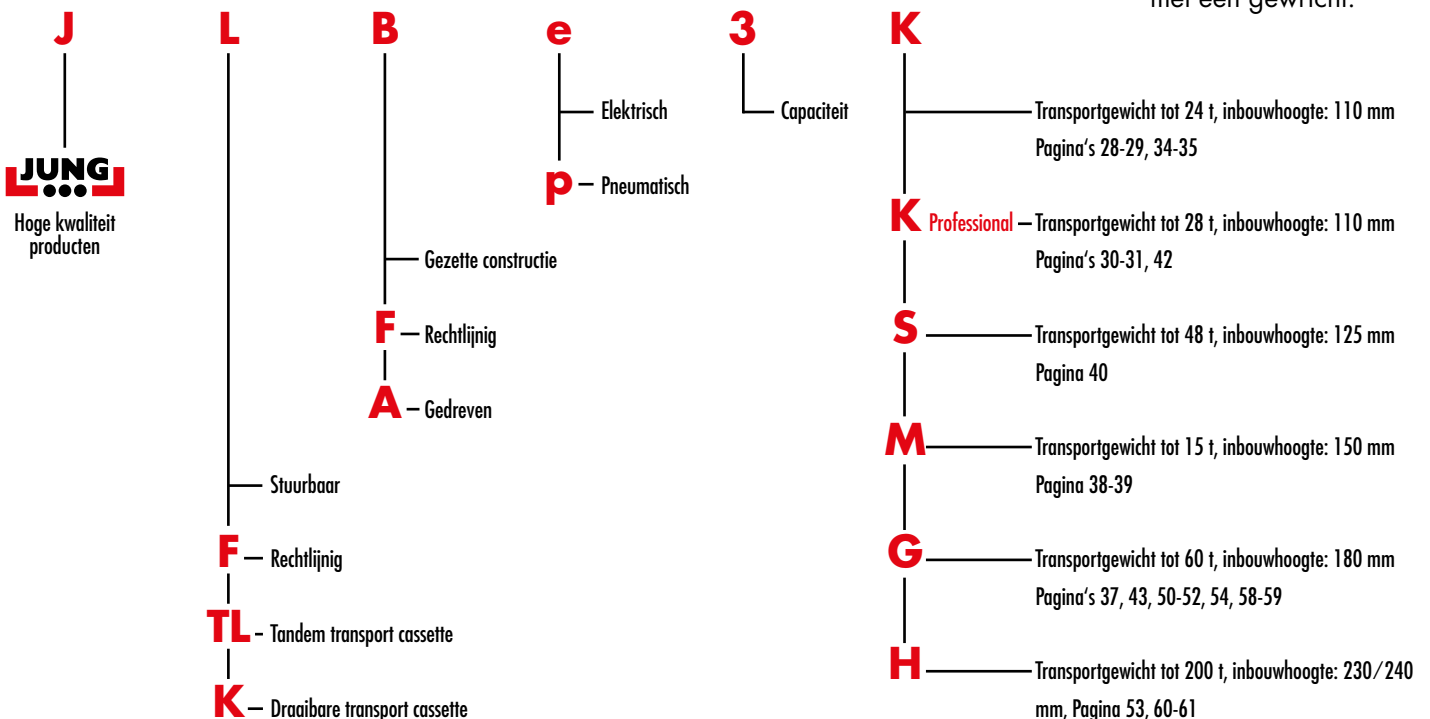 met een gewricht.
J L B e 3 K
Elektrisch
Capaciteit
Transportgewicht tot 24 t, inbouwhoogte: 110 mm
Pagina‘s 28-29, 34-35
JUNG
Hoge kwaliteit
producten
p Pneumatisch
K Professional Transportgewicht tot 28 t, inbouwhoogte: 110 mm
Pagina‘s 30-31, 42
Gezette constructie
F Rechtlijnig
S Transportgewicht tot 48 t, inbouwhoogte: 125 mm
Pagina 40
A Gedreven
M Transportgewicht tot 15 t, inbouwhoogte: 150 mm
Pagina 38-39
Stuurbaar
F Rechtlijnig
G Transportgewicht tot 60 t, inbouwhoogte: 180 mm
Pagina‘s 37, 43, 50-52, 54, 58-59
TL Tandem transport cassette
H Transportgewicht tot 200 t, inbouwhoogte: 230/240
mm, Pagina 53, 60-61
K Draaibare transport cassette